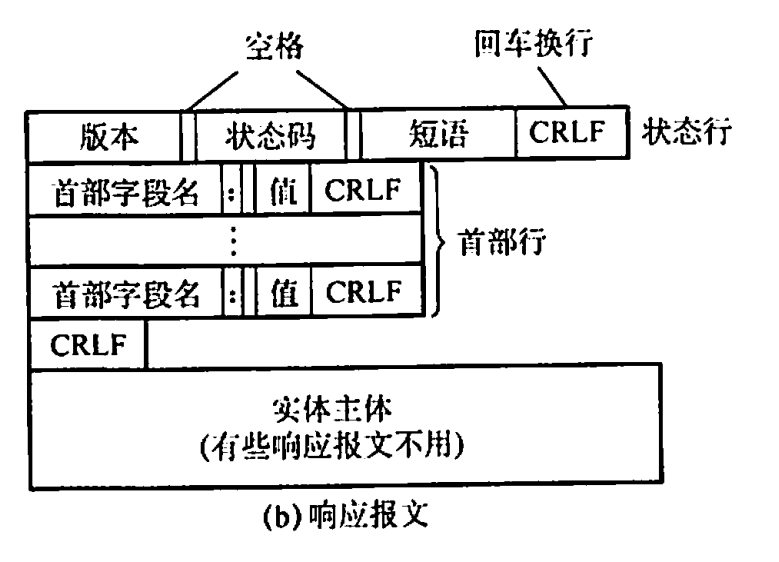 空格 回车换行
版本 状态码 短语 CRLF 状态行
首部字段名 : 值 CRLF
⋮ 首部行
首部字段名 : 值 CRLF
CRLF
实体主体
(有些响应报文不用)
(b)响应报文